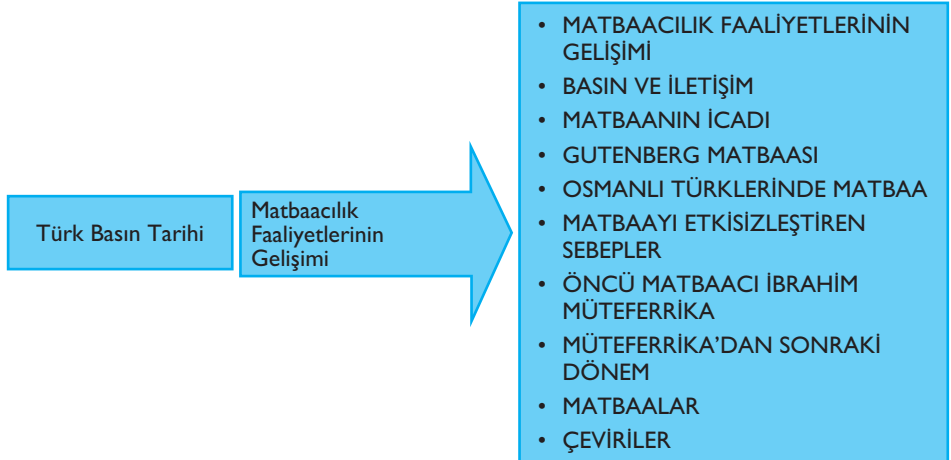 Türk Basın Tarihi
Matbaacılık
Faaliyetlerinin
Gelişimi
• MATBAACILIK FAALİYETLERİNİN
GELİŞİMİ
• BASIN VE İLETİŞİM
• MATBAANIN İCADI
• GUTENBERG MATBAASI
• OSMANLI TÜRKLERİNDE MATBAA
• MATBAAYI ETKİSİZLEŞTİREN
SEBEPLER
• ÖNCÜ MATBAACI İBRAHİM
MÜTEFERRİKA
• MÜTEFERRİKA’DAN SONRAKİ
DÖNEM
• MATBAALAR
• ÇEVİRİLER